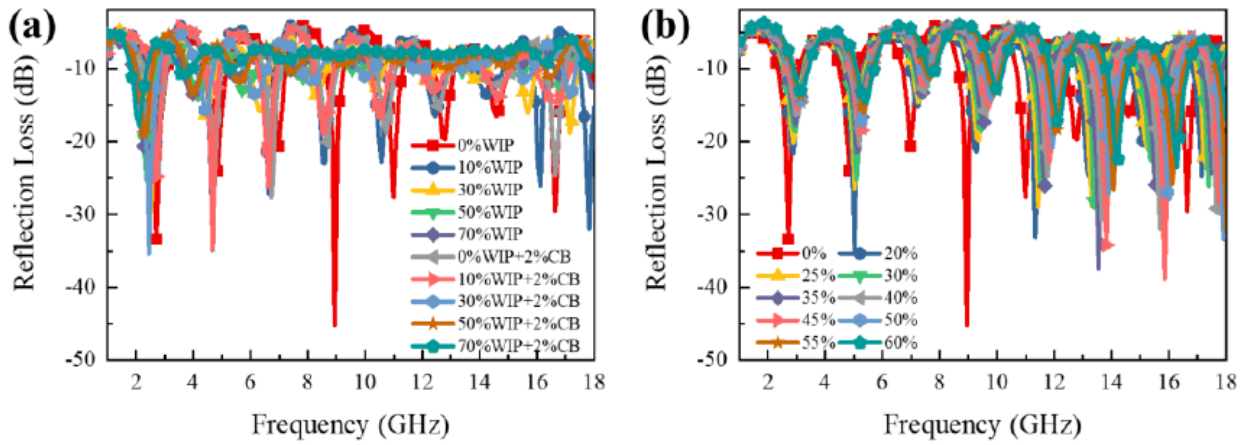 (a)
Reflection Loss (dB)
-10
-20
-30
-40
-50
2 4 6 8 10 12 14 16 18
Frequency (GHz)
0%WIP
10%WIP
30%WIP
50%WIP
70%WIP
0%WIP+2%CB
10%WIP+2%CB
30%WIP+2%CB
50%WIP+2%CB
70%WIP+2%CB
(b)
Reflection Loss (dB)
-10
-20
-30
-40
-50
2 4 6 8 10 12 14 16 18
Frequency (GHz)
0% 20%
25% 30%
35% 40%
45% 50%
55% 60%